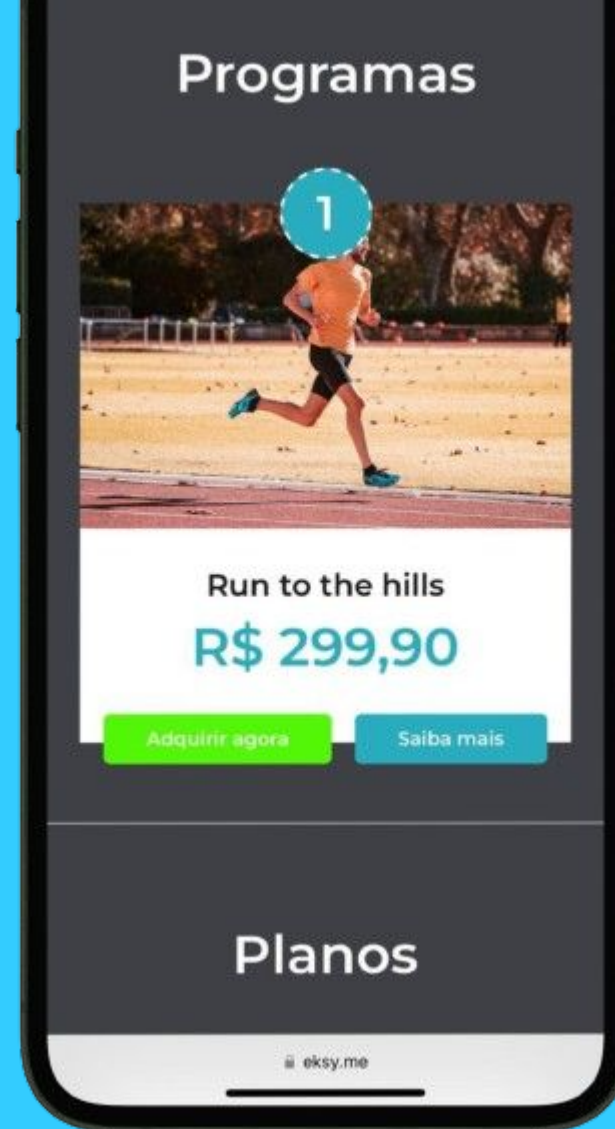 Programas
1
Run to the hills
R$ 299,90
Adquirir agora
Saiba mais
Planos
eksy.me